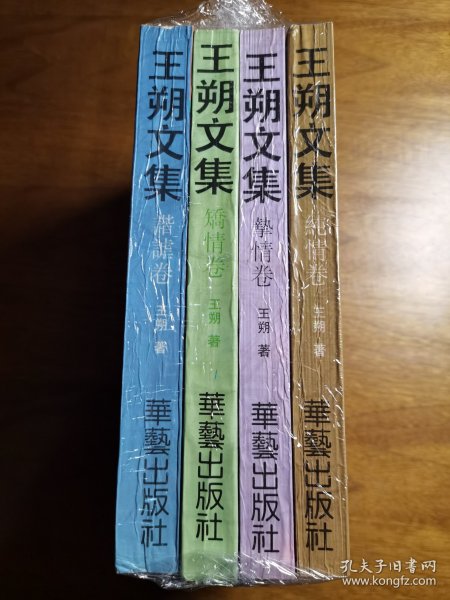 王朔文集
諧謔卷
王朔 著
華藝出版社
王朔文集
矯情卷
王朔 著
華藝出版社
王朔文集
摯情卷
王朔 著
華藝出版社
王朔文集
純情卷
王朔 著
華藝出版社
孔夫子旧书网
www.kongfz.com